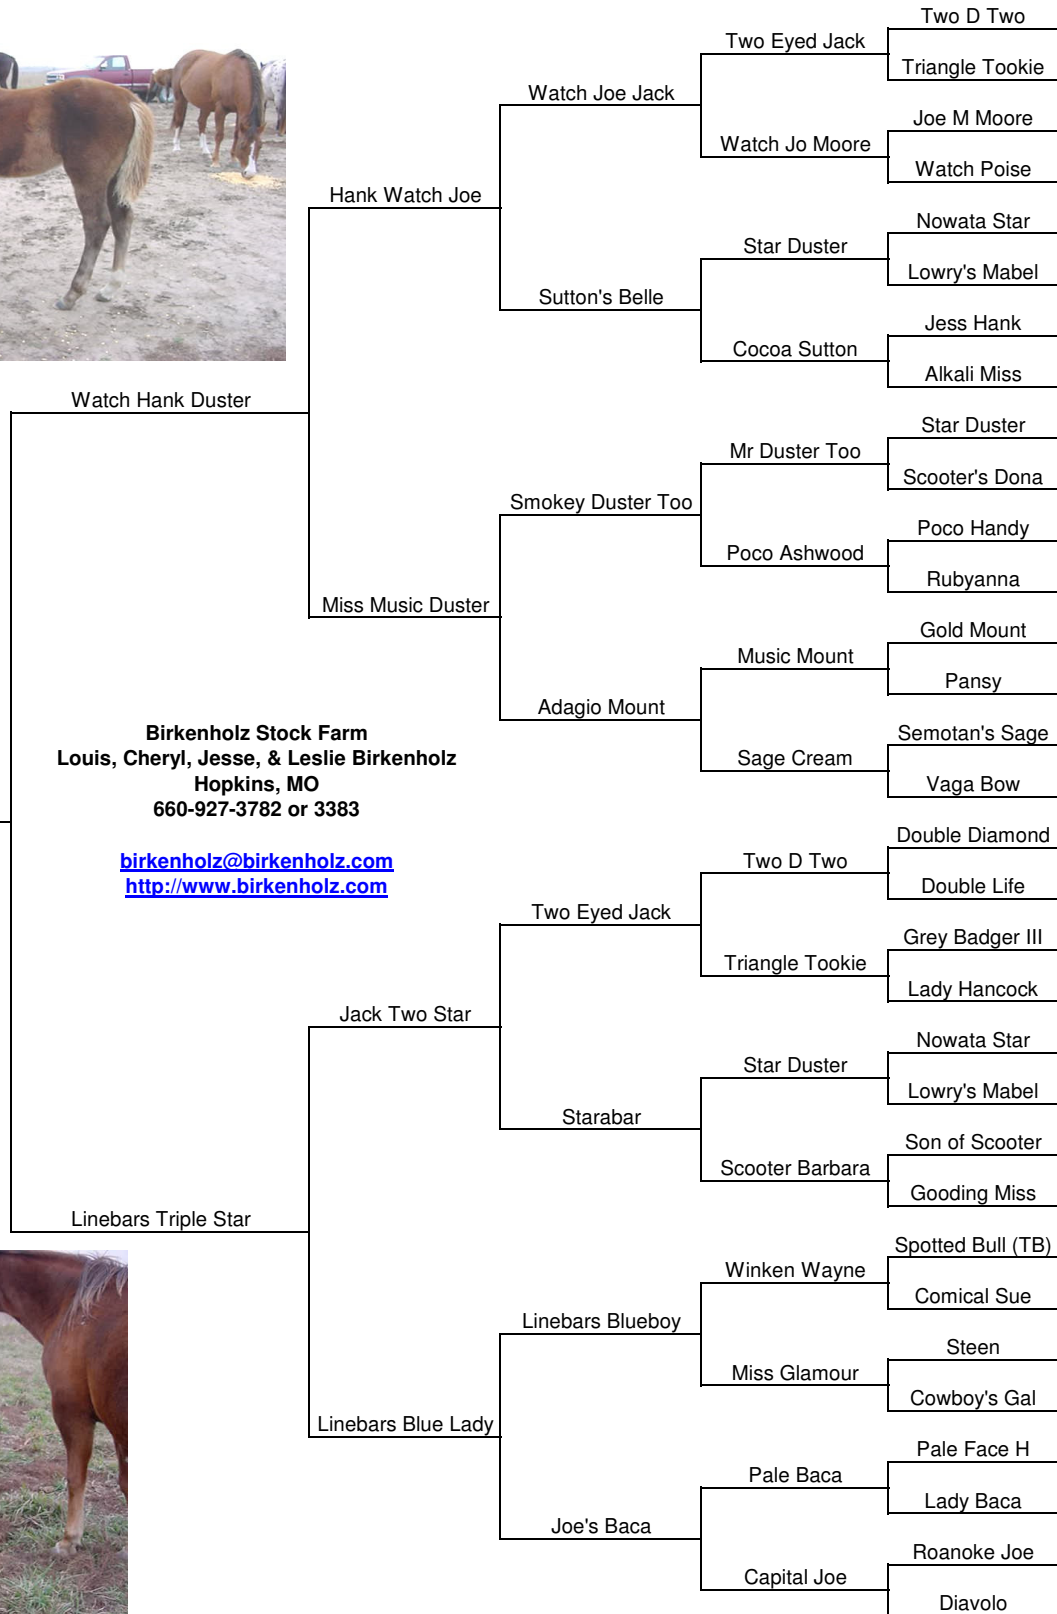 Two D Two
Two Eyed Jack
Triangle Tookie
Watch Joe Jack
Joe M Moore
Watch Jo Moore
Watch Poise
Hank Watch Joe
Nowata Star
Star Duster
Lowry's Mabel
Sutton's Belle
Jess Hank
Cocoa Sutton
Alkali Miss
Watch Hank Duster
Star Duster
Mr Duster Too
Scooter's Dona
Smokey Duster Too
Poco Handy
Poco Ashwood
Rubyanna
Miss Music Duster
Gold Mount
Music Mount
Pansy
Adagio Mount
Semotan's Sage
Sage Cream
Vaga Bow
Birkenholz Stock Farm
Louis, Cheryl, Jesse, & Leslie Birkenholz
Hopkins, MO
660-927-3782 or 3383
birkenholz@birkenholz.com
http://www.birkenholz.com
Double Diamond
Two D Two
Double Life
Two Eyed Jack
Grey Badger III
Triangle Tookie
Lady Hancock
Jack Two Star
Nowata Star
Star Duster
Lowry's Mabel
Starabar
Son of Scooter
Scooter Barbara
Gooding Miss
Linebars Triple Star
Spotted Bull (TB)
Winken Wayne
Comical Sue
Linebars Blueboy
Steen
Miss Glamour
Cowboy's Gal
Linebars Blue Lady
Pale Face H
Pale Baca
Lady Baca
Joe's Baca
Roanoke Joe
Capital Joe
Diavolo